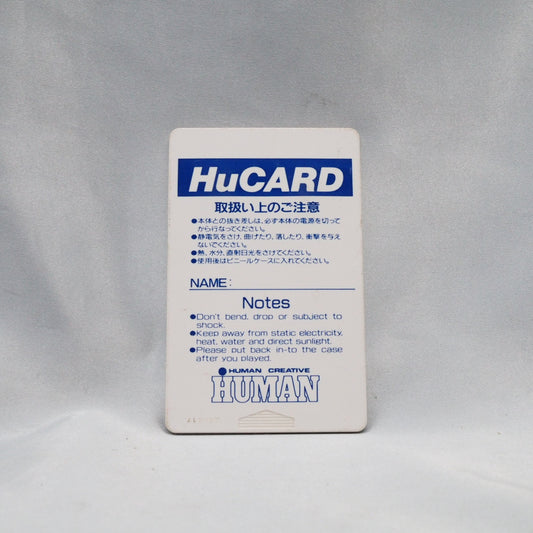 HuCARD
取扱い上のご注意
●本体との抜き差しは、必ず本体の電源を切って
から行なってください。
●静電気をさけ、曲げたり、落したり、衝撃を与え
ないでください。
●熱、水分、直射日光をさけてください。
●使用後はビニールケースに入れてください。
NAME:
Notes
●Don't bend, drop or subject to
shock.
●Keep away from static electricity,
heat, water and direct sunlight.
●Please put back in-to the case
after you played.
HUMAN CREATIVE
HUMAN